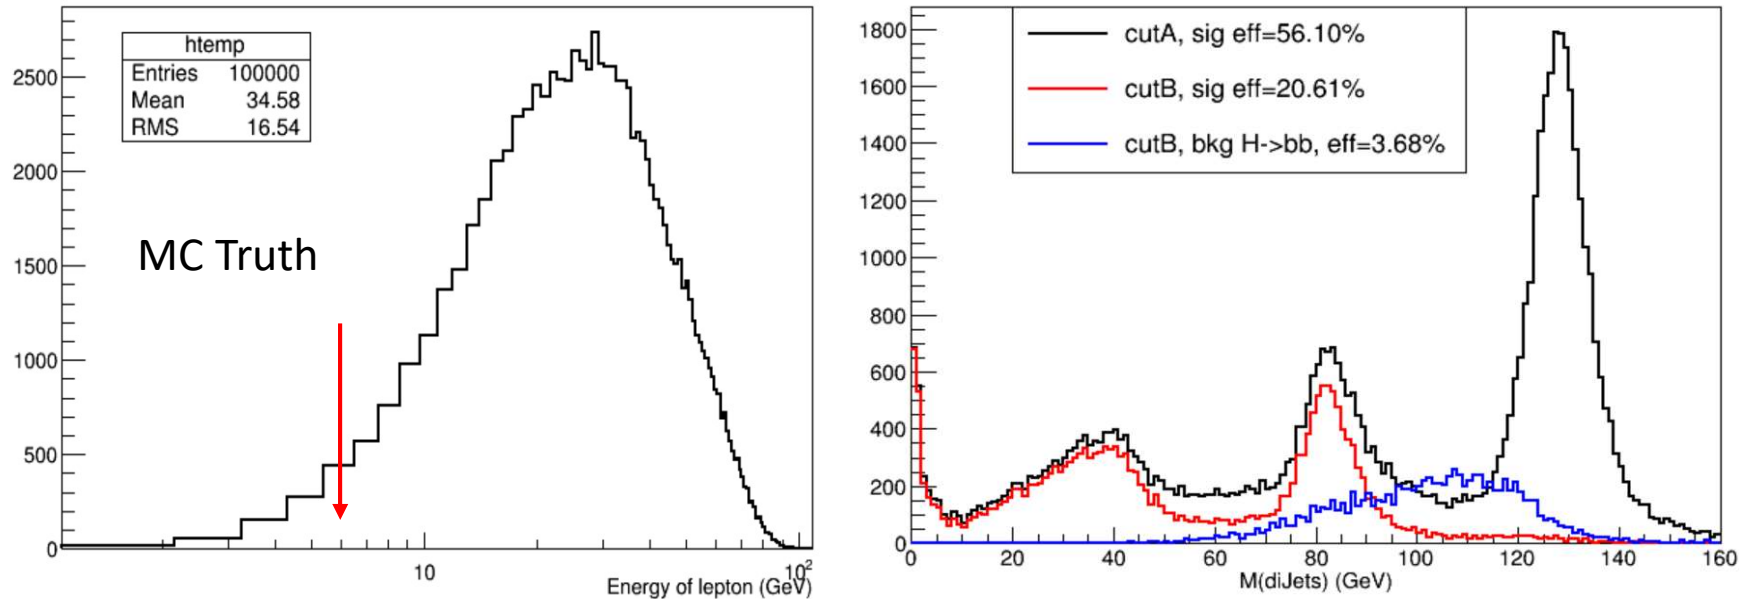 htemp
Entries 100000
Mean 34.58
RMS 16.54
MC Truth
2500
2000
1500
1000
500
0
10
10²
Energy of lepton (GeV)
cutA, sig eff=56.10%
cutB, sig eff=20.61%
cutB, bkg H->bb, eff=3.68%
1800
1600
1400
1200
1000
800
600
400
200
0
0 20 40 60 80 100 120 140 160
M(diJets) (GeV)